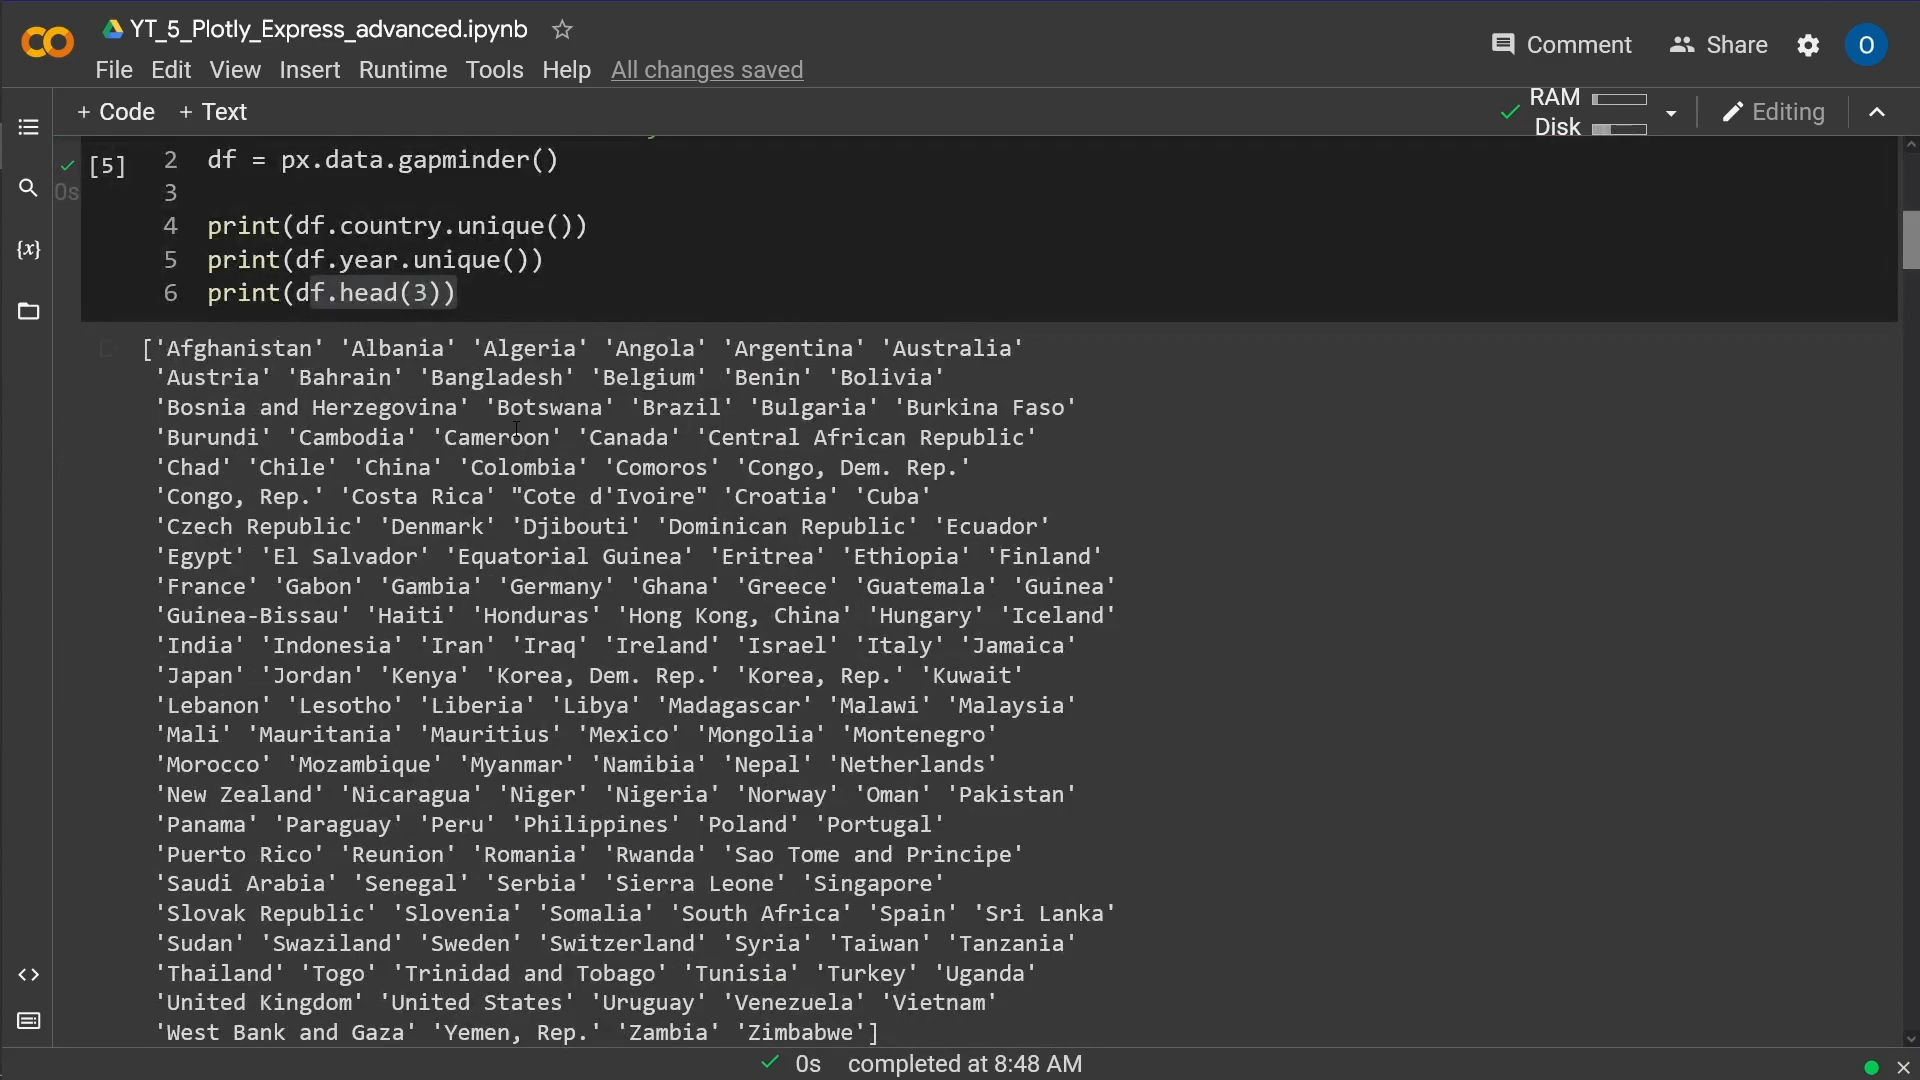 YT_5_Plotly_Express_advanced.ipynb
Comment
Share
O
File Edit View Insert Runtime Tools Help All changes saved
+ Code + Text
RAM
Disk
Editing
[5]
0s
2 df = px.data.gapminder()
3
4 print(df.country.unique())
5 print(df.year.unique())
6 print(df.head(3))
['Afghanistan' 'Albania' 'Algeria' 'Angola' 'Argentina' 'Australia'
'Austria' 'Bahrain' 'Bangladesh' 'Belgium' 'Benin' 'Bolivia'
'Bosnia and Herzegovina' 'Botswana' 'Brazil' 'Bulgaria' 'Burkina Faso'
'Burundi' 'Cambodia' 'Cameroon' 'Canada' 'Central African Republic'
'Chad' 'Chile' 'China' 'Colombia' 'Comoros' 'Congo, Dem. Rep.'
'Congo, Rep.' 'Costa Rica' "Cote d'Ivoire" 'Croatia' 'Cuba'
'Czech Republic' 'Denmark' 'Djibouti' 'Dominican Republic' 'Ecuador'
'Egypt' 'El Salvador' 'Equatorial Guinea' 'Eritrea' 'Ethiopia' 'Finland'
'France' 'Gabon' 'Gambia' 'Germany' 'Ghana' 'Greece' 'Guatemala' 'Guinea'
'Guinea-Bissau' 'Haiti' 'Honduras' 'Hong Kong, China' 'Hungary' 'Iceland'
'India' 'Indonesia' 'Iran' 'Iraq' 'Ireland' 'Israel' 'Italy' 'Jamaica'
'Japan' 'Jordan' 'Kenya' 'Korea, Dem. Rep.' 'Korea, Rep.' 'Kuwait'
'Lebanon' 'Lesotho' 'Liberia' 'Libya' 'Madagascar' 'Malawi' 'Malaysia'
'Mali' 'Mauritania' 'Mauritius' 'Mexico' 'Mongolia' 'Montenegro'
'Morocco' 'Mozambique' 'Myanmar' 'Namibia' 'Nepal' 'Netherlands'
'New Zealand' 'Nicaragua' 'Niger' 'Nigeria' 'Norway' 'Oman' 'Pakistan'
'Panama' 'Paraguay' 'Peru' 'Philippines' 'Poland' 'Portugal'
'Puerto Rico' 'Reunion' 'Romania' 'Rwanda' 'Sao Tome and Principe'
'Saudi Arabia' 'Senegal' 'Serbia' 'Sierra Leone' 'Singapore'
'Slovak Republic' 'Slovenia' 'Somalia' 'South Africa' 'Spain' 'Sri Lanka'
'Sudan' 'Swaziland' 'Sweden' 'Switzerland' 'Syria' 'Taiwan' 'Tanzania'
'Thailand' 'Togo' 'Trinidad and Tobago' 'Tunisia' 'Turkey' 'Uganda'
'United Kingdom' 'United States' 'Uruguay' 'Venezuela' 'Vietnam'
'West Bank and Gaza' 'Yemen, Rep.' 'Zambia' 'Zimbabwe']
0s completed at 8:48 AM